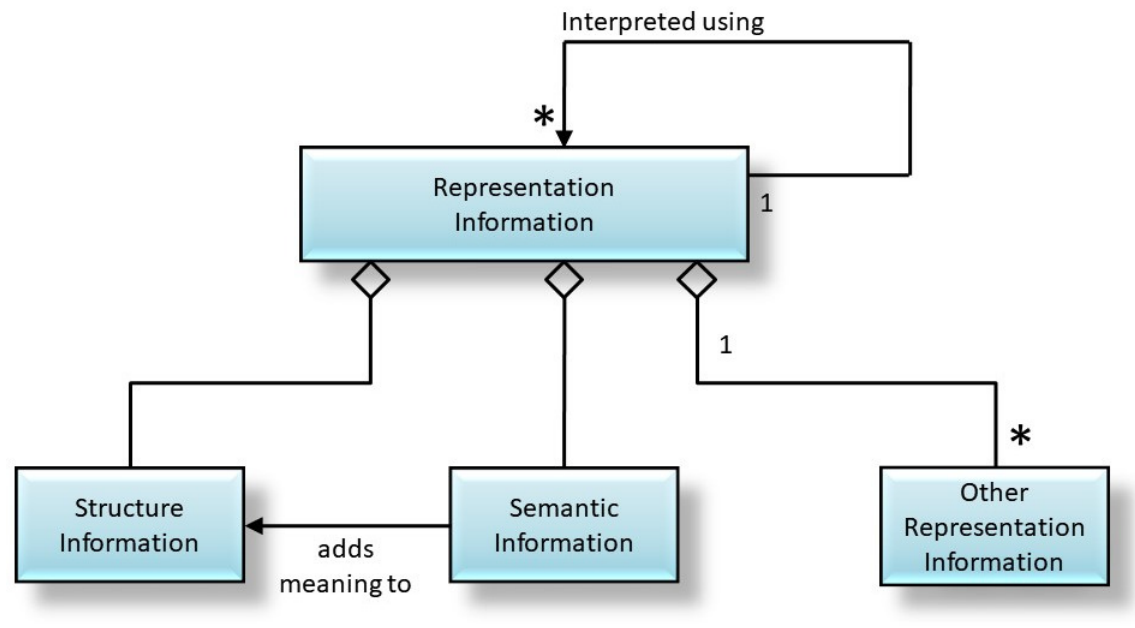 Interpreted using
*
Representation
Information
1
1
*
Structure
Information
Semantic
Information
Other
Representation
Information
adds
meaning to